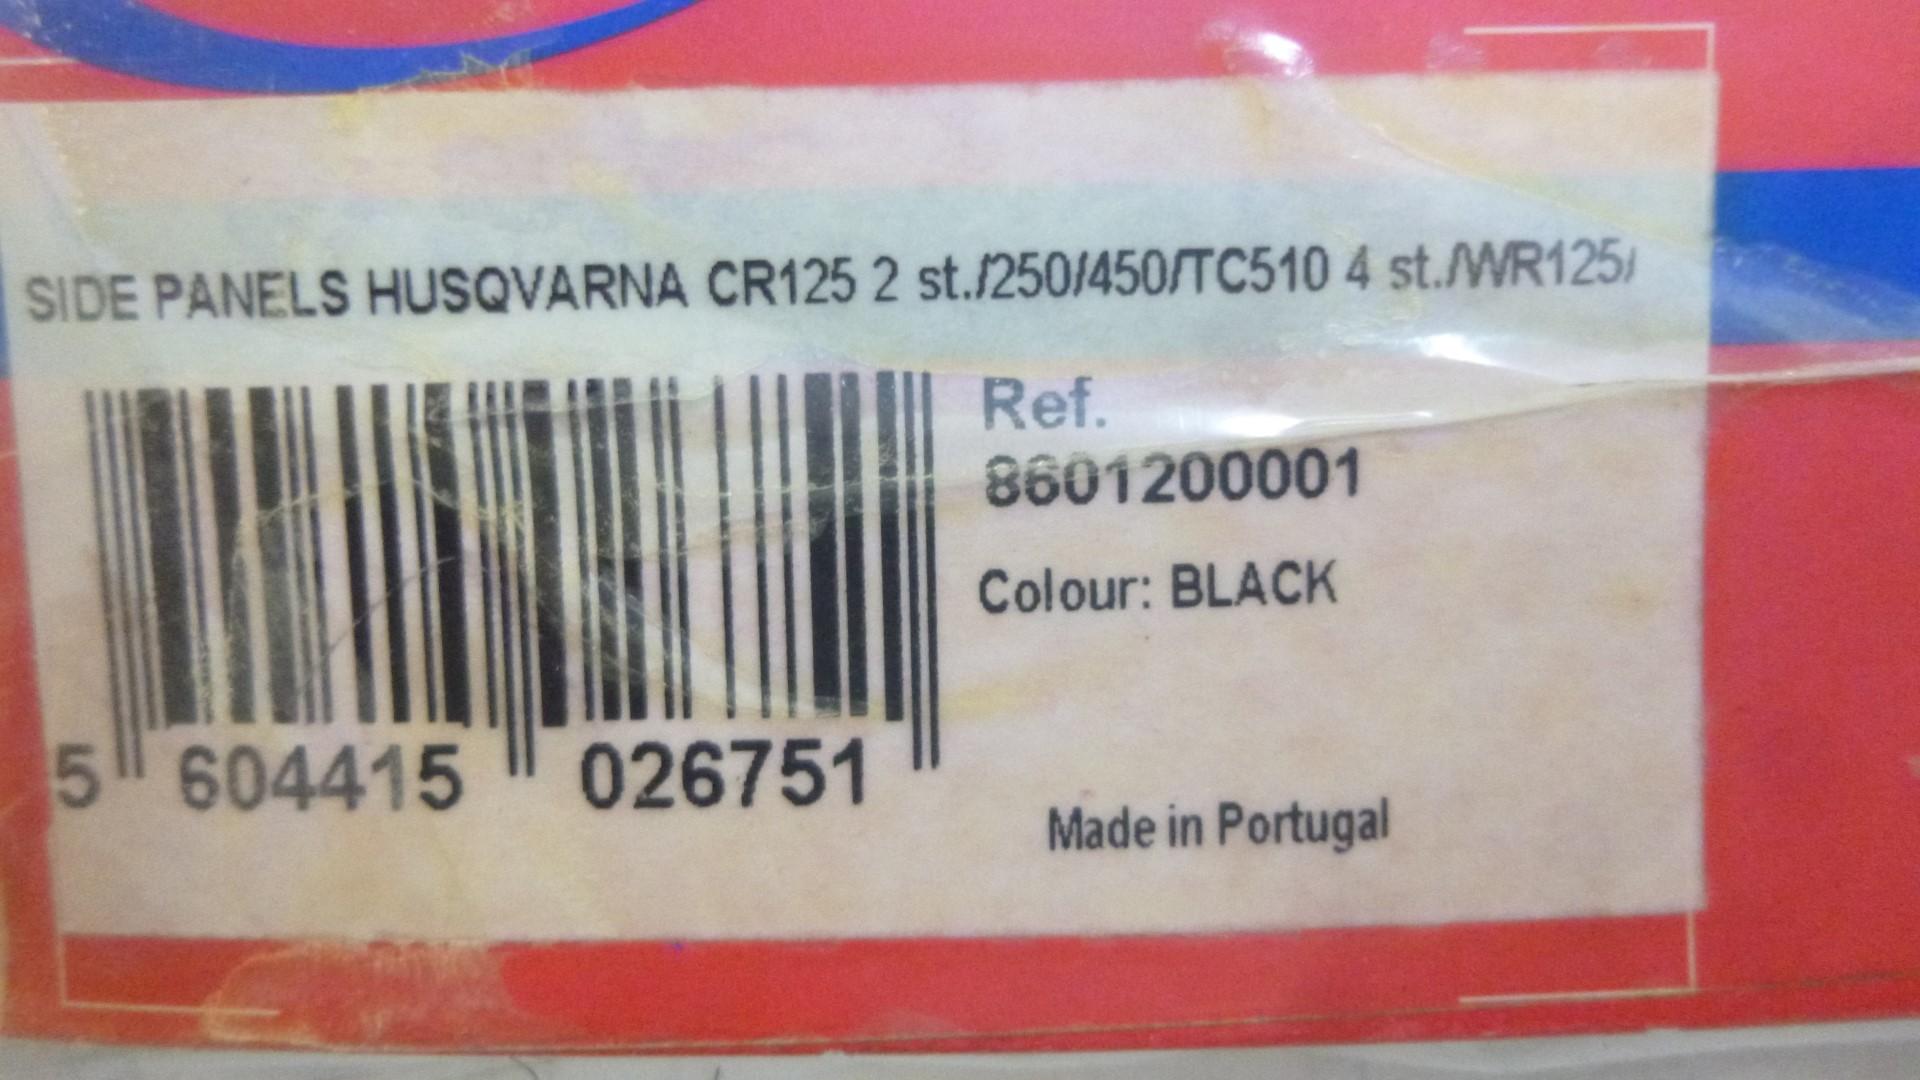 SIDE PANELS HUSQVARNA CR125 2 st./250/450/TC510 4 st./WR125/
Ref.
8601200001
Colour: BLACK
5 604415 026751
Made in Portugal